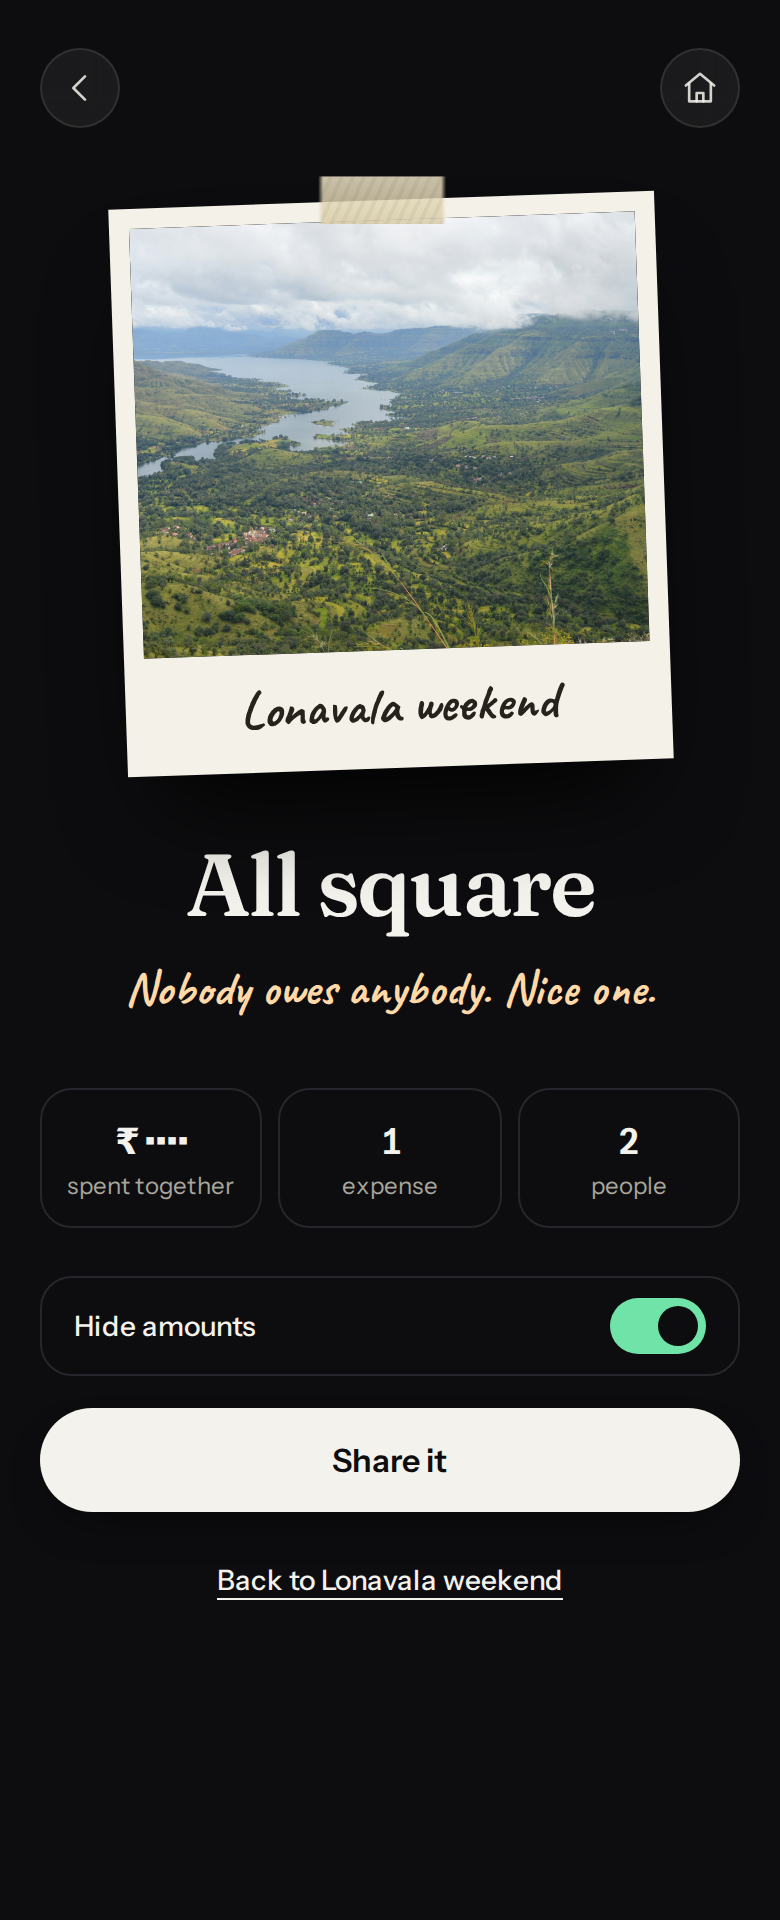 Lonavala weekend
All square
Nobody owes anybody. Nice one.
₹ ▪▪▪▪
spent together
1
expense
2
people
Hide amounts
Share it
Back to Lonavala weekend